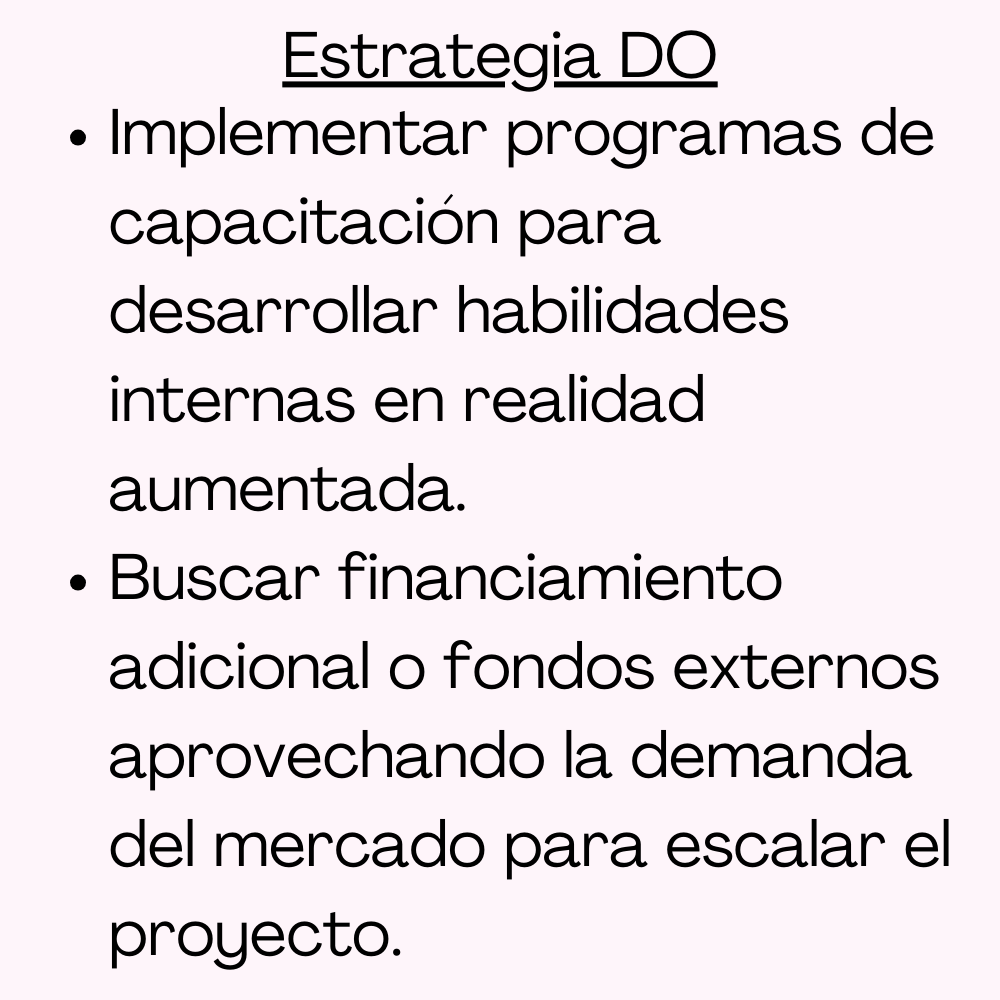 Estrategia DO
• Implementar programas de
capacitación para
desarrollar habilidades
internas en realidad
aumentada.
• Buscar financiamiento
adicional o fondos externos
aprovechando la demanda
del mercado para escalar el
proyecto.